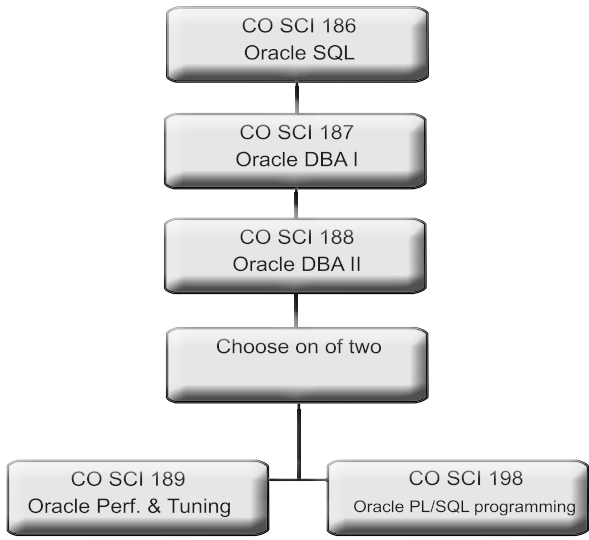 CO SCI 186
Oracle SQL
CO SCI 187
Oracle DBA I
CO SCI 188
Oracle DBA II
Choose on of two
CO SCI 189
Oracle Perf. & Tuning
CO SCI 198
Oracle PL/SQL programming